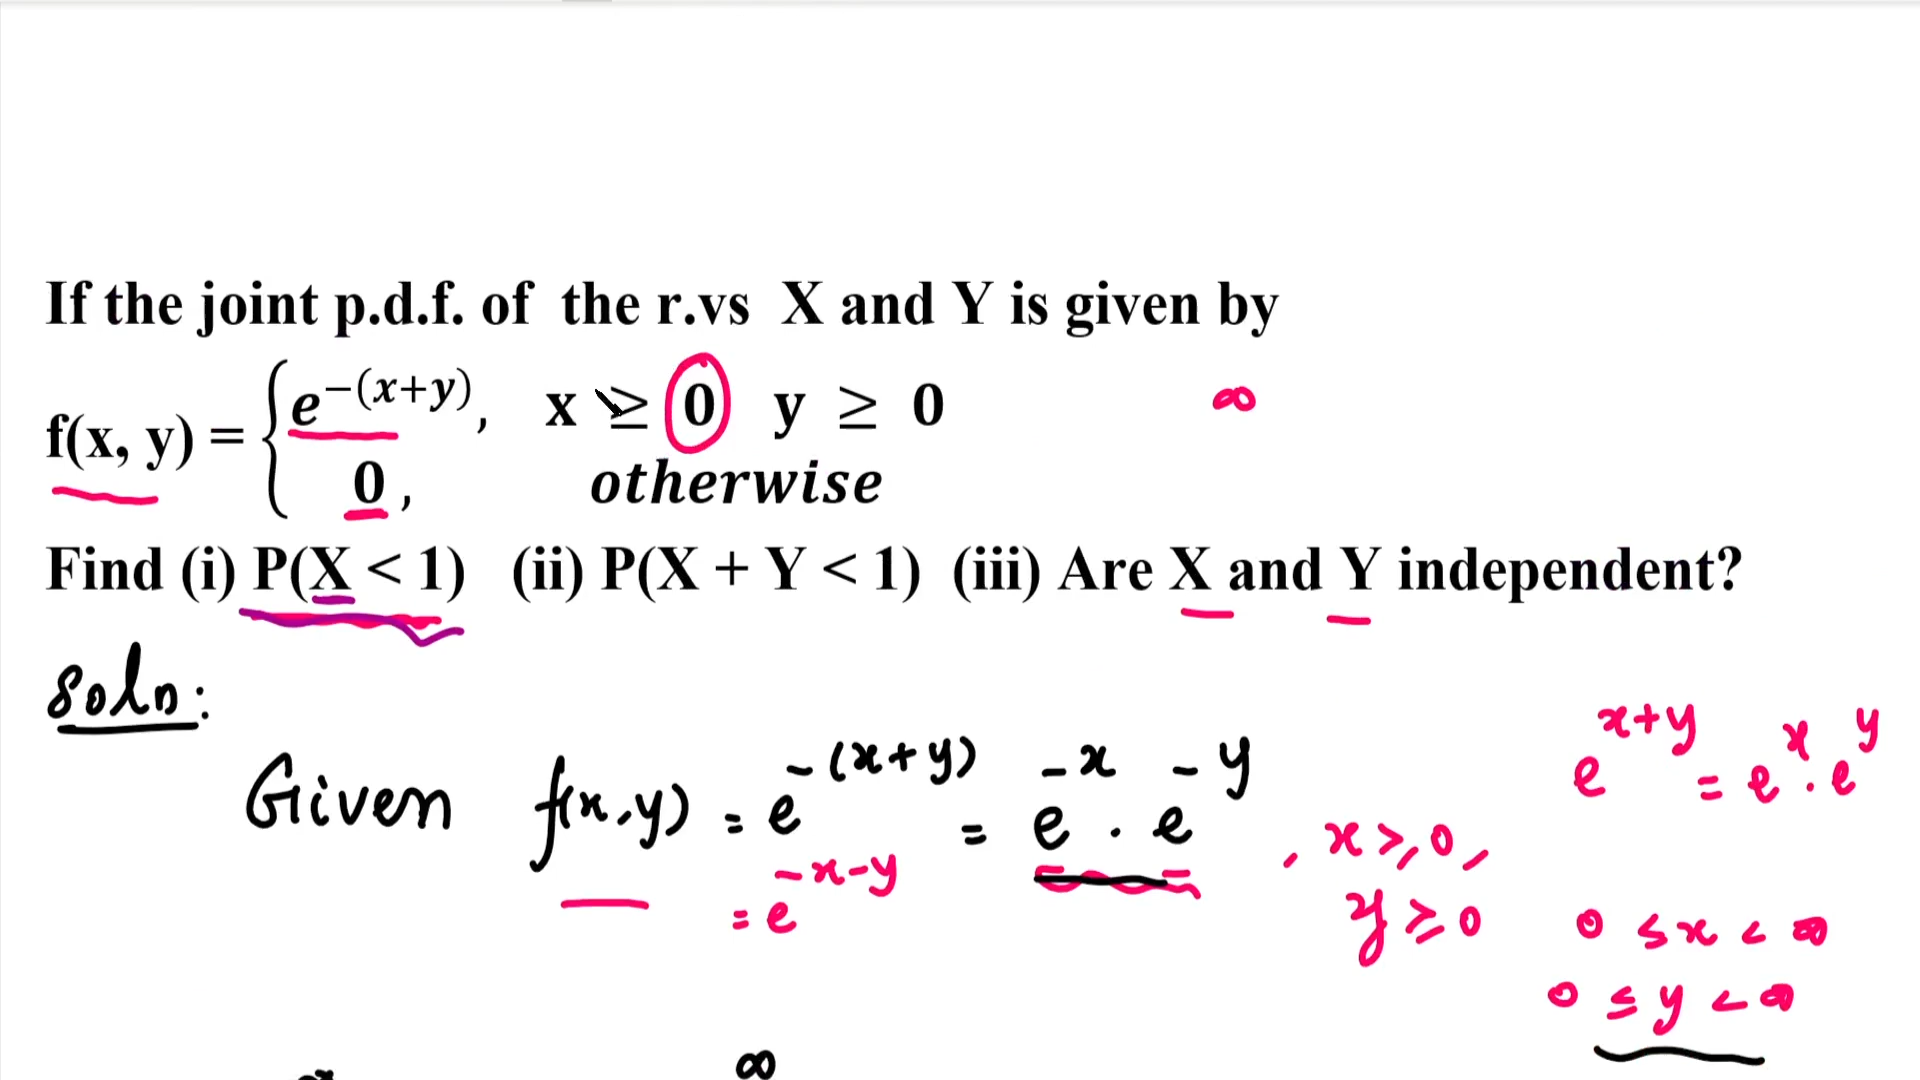 If the joint p.d.f. of the r.vs X and Y is given by
f(x, y) = { e^−(x+y), x ≥ 0 y ≥ 0
0, otherwise
∞
Find (i) P(X < 1) (ii) P(X + Y < 1) (iii) Are X and Y independent?
Soln:
Given f(x,y) = e^-(x+y) = e^-x . e^-y , x ≥ 0, y ≥ 0
= e^-x-y
e^x+y = e^x . e^y
0 ≤ x < ∞
0 ≤ y < ∞
∞